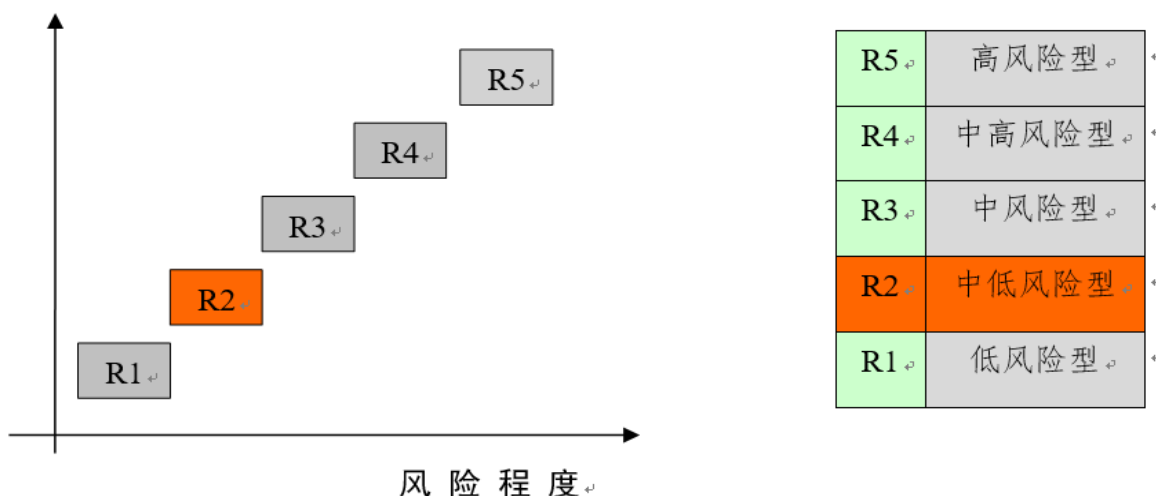 R5
R4
R3
R2
R1
风险程度
R5 高风险型
R4 中高风险型
R3 中风险型
R2 中低风险型
R1 低风险型